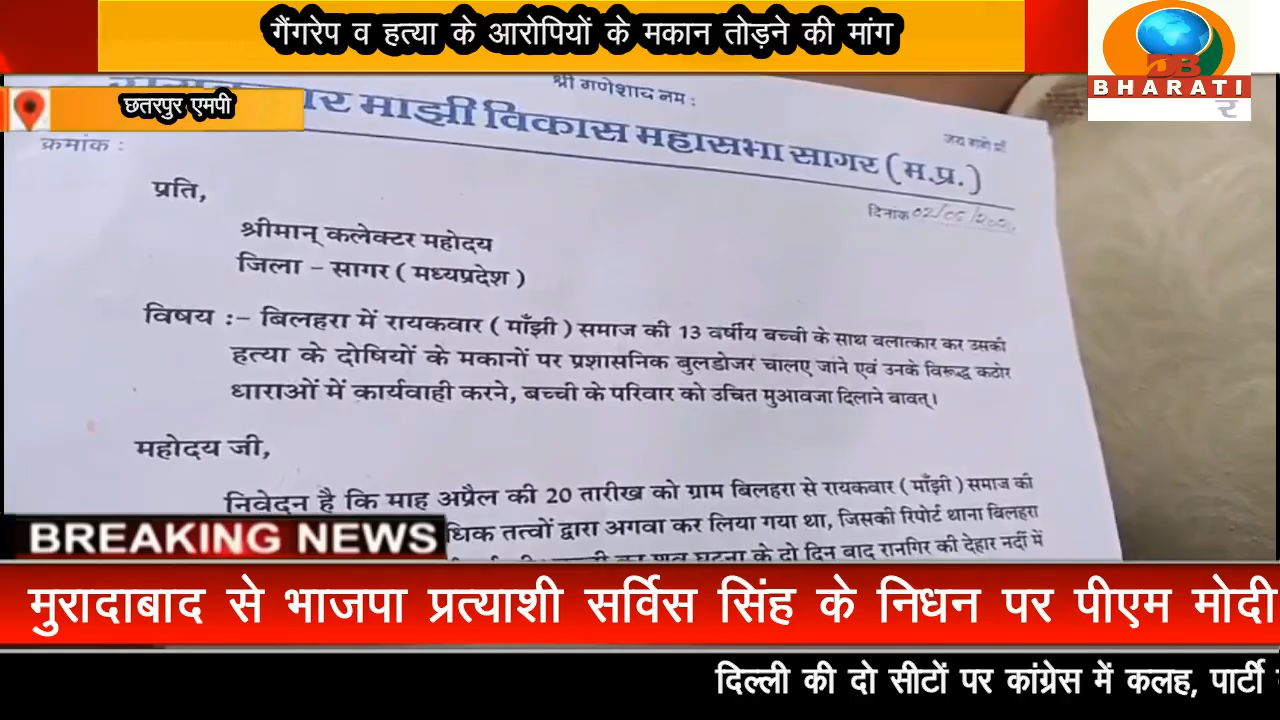 गैंगरेप व हत्या के आरोपियों के मकान तोड़ने की मांग
BHARATI
र
छतरपुर एमपी
श्री गणेशाय नमः
माझी विकास महासभा सागर (म.प्र.)
क्रमांक :
दिनांक 02/05/202
प्रति,
श्रीमान् कलेक्टर महोदय
जिला – सागर ( मध्यप्रदेश )
विषय :– बिलहरा में रायकवार ( माँझी ) समाज की 13 वर्षीय बच्ची के साथ बलात्कार कर उसकी
हत्या के दोषियों के मकानों पर प्रशासनिक बुलडोजर चालए जाने एवं उनके विरूद्ध कठोर
धाराओं में कार्यवाही करने, बच्ची के परिवार को उचित मुआवजा दिलाने बावत्।
महोदय जी,
निवेदन है कि माह अप्रैल की 20 तारीख को ग्राम बिलहरा से रायकवार ( माँझी ) समाज की
धिक तत्वों द्वारा अगवा कर लिया गया था, जिसकी रिपोर्ट थाना बिलहरा
शव घटना के दो दिन बाद रानगिर की देहार नदी में
BREAKING NEWS
मुरादाबाद से भाजपा प्रत्याशी सर्विस सिंह के निधन पर पीएम मोदी
दिल्ली की दो सीटों पर कांग्रेस में कलह, पार्टी